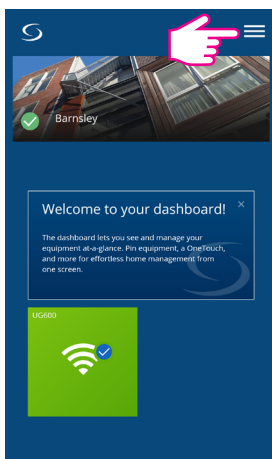 Barnsley
Welcome to your dashboard!
The dashboard lets you see and manage your
equipment at-a-glance. Pin equipment, a OneTouch,
and more for effortless home management from
one screen.
UG600